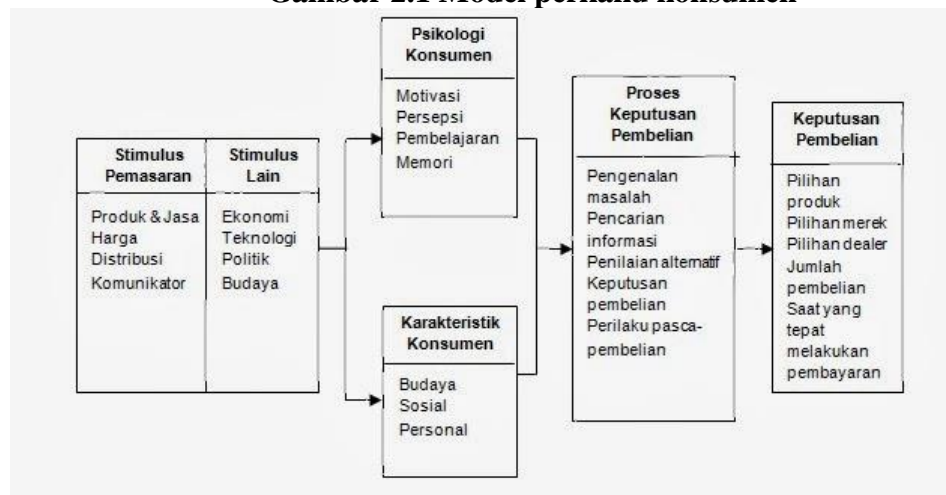 Gambar 2.1 Model perilaku konsumen
Stimulus
Pemasaran
Produk & Jasa
Harga
Distribusi
Komunikator
Stimulus
Lain
Ekonomi
Teknologi
Politik
Budaya
Psikologi
Konsumen
Motivasi
Persepsi
Pembelajaran
Memori
Karakteristik
Konsumen
Budaya
Sosial
Personal
Proses
Keputusan
Pembelian
Pengenalan
masalah
Pencarian
informasi
Penilaian alternatif
Keputusan
pembelian
Perilaku pasca-
pembelian
Keputusan
Pembelian
Pilihan
produk
Pilihan merek
Pilihan dealer
Jumlah
pembelian
Saat yang
tepat
melakukan
pembayaran